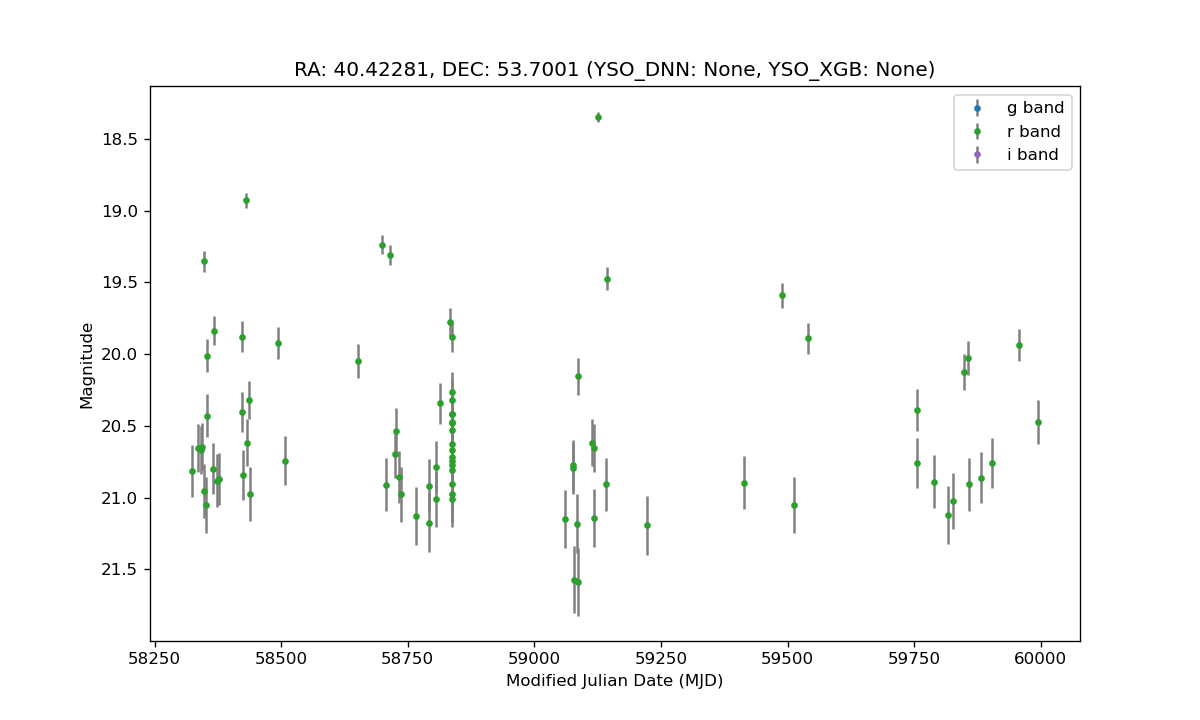 RA: 40.42281, DEC: 53.7001 (YSO_DNN: None, YSO_XGB: None)
g band
r band
i band
18.5
19.0
19.5
20.0
20.5
21.0
21.5
Magnitude
58250 58500 58750 59000 59250 59500 59750 60000
Modified Julian Date (MJD)